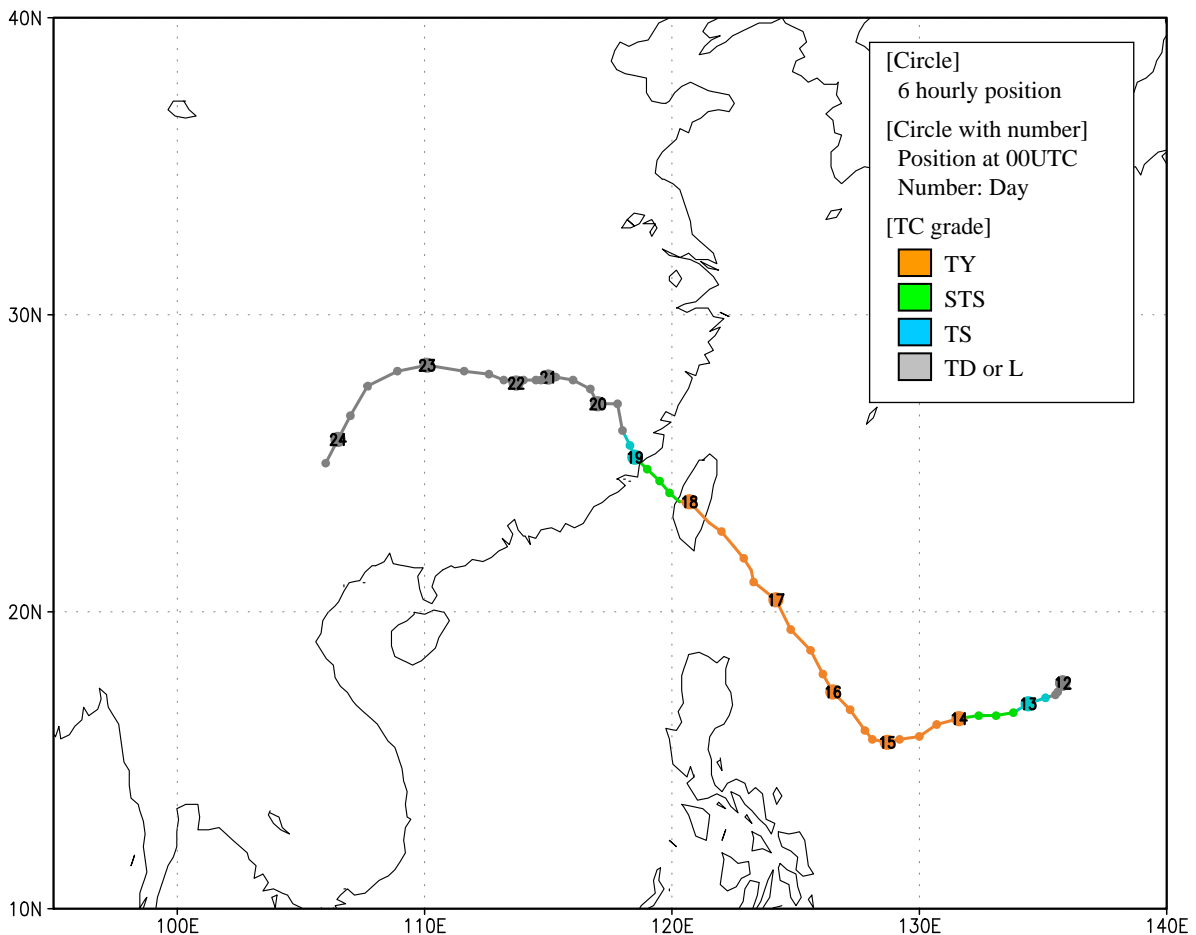 40N
[Circle]
6 hourly position
[Circle with number]
Position at 00UTC
Number: Day
[TC grade]
TY
STS
TS
TD or L
30N
23
22
21
20
24
19
18
20N
17
16
15
14
13
12
10N
100E
110E
120E
130E
140E